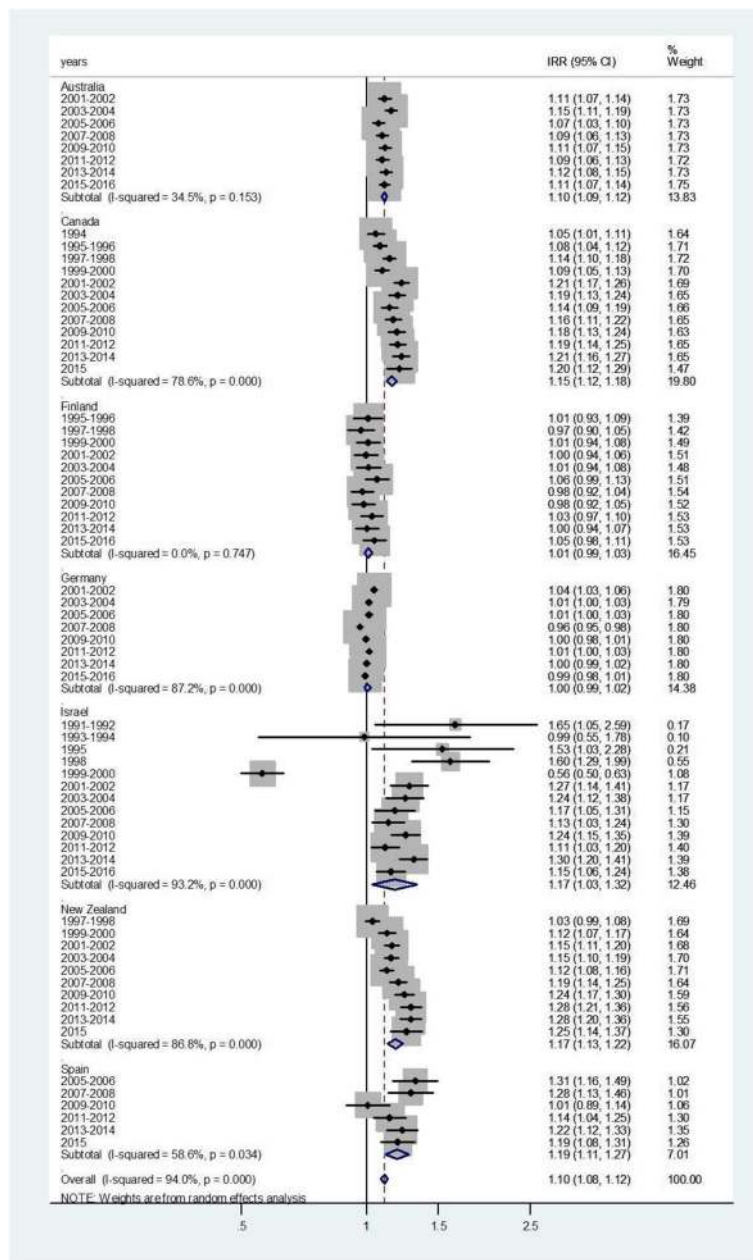 years IRR (95% CI) % Weight
Australia
2001-2002 1.11 (1.07, 1.14) 1.73
2003-2004 1.15 (1.11, 1.19) 1.73
2005-2006 1.07 (1.03, 1.10) 1.73
2007-2008 1.09 (1.06, 1.13) 1.73
2009-2010 1.11 (1.07, 1.15) 1.73
2011-2012 1.09 (1.06, 1.13) 1.72
2013-2014 1.12 (1.08, 1.15) 1.73
2015-2016 1.11 (1.07, 1.14) 1.75
Subtotal (I-squared = 34.5%, p = 0.153) 1.10 (1.09, 1.12) 13.83
Canada
1994 1.05 (1.01, 1.11) 1.64
1995-1996 1.08 (1.04, 1.12) 1.71
1997-1998 1.14 (1.10, 1.18) 1.72
1999-2000 1.09 (1.05, 1.13) 1.70
2001-2002 1.21 (1.17, 1.26) 1.69
2003-2004 1.19 (1.13, 1.24) 1.65
2005-2006 1.14 (1.09, 1.19) 1.66
2007-2008 1.16 (1.11, 1.22) 1.65
2009-2010 1.18 (1.13, 1.24) 1.63
2011-2012 1.19 (1.14, 1.25) 1.65
2013-2014 1.21 (1.16, 1.27) 1.65
2015 1.20 (1.12, 1.29) 1.47
Subtotal (I-squared = 78.6%, p = 0.000) 1.15 (1.12, 1.18) 19.80
Finland
1995-1996 1.01 (0.93, 1.09) 1.39
1997-1998 0.97 (0.90, 1.05) 1.42
1999-2000 1.01 (0.94, 1.08) 1.49
2001-2002 1.00 (0.94, 1.06) 1.51
2003-2004 1.01 (0.94, 1.08) 1.48
2005-2006 1.06 (0.99, 1.13) 1.51
2007-2008 0.98 (0.92, 1.04) 1.54
2009-2010 0.98 (0.92, 1.05) 1.52
2011-2012 1.03 (0.97, 1.10) 1.53
2013-2014 1.00 (0.94, 1.07) 1.53
2015-2016 1.05 (0.98, 1.11) 1.53
Subtotal (I-squared = 0.0%, p = 0.747) 1.01 (0.99, 1.03) 16.45
Germany
2001-2002 1.04 (1.03, 1.06) 1.80
2003-2004 1.01 (1.00, 1.03) 1.79
2005-2006 1.01 (1.00, 1.03) 1.80
2007-2008 0.96 (0.95, 0.98) 1.80
2009-2010 1.00 (0.98, 1.01) 1.80
2011-2012 1.01 (1.00, 1.03) 1.80
2013-2014 1.00 (0.99, 1.02) 1.80
2015-2016 0.99 (0.98, 1.01) 1.80
Subtotal (I-squared = 87.2%, p = 0.000) 1.00 (0.99, 1.02) 14.38
Israel
1991-1992 1.65 (1.05, 2.59) 0.17
1993-1994 0.99 (0.55, 1.78) 0.10
1995 1.53 (1.03, 2.28) 0.21
1998 1.60 (1.29, 1.99) 0.55
1999-2000 0.56 (0.50, 0.63) 1.08
2001-2002 1.27 (1.14, 1.41) 1.17
2003-2004 1.24 (1.12, 1.38) 1.17
2005-2006 1.17 (1.05, 1.31) 1.15
2007-2008 1.13 (1.03, 1.24) 1.30
2009-2010 1.24 (1.15, 1.35) 1.39
2011-2012 1.11 (1.03, 1.20) 1.40
2013-2014 1.30 (1.20, 1.41) 1.39
2015-2016 1.15 (1.06, 1.24) 1.38
Subtotal (I-squared = 93.2%, p = 0.000) 1.17 (1.03, 1.32) 12.46
New Zealand
1997-1998 1.03 (0.99, 1.08) 1.69
1999-2000 1.12 (1.07, 1.17) 1.64
2001-2002 1.15 (1.11, 1.20) 1.68
2003-2004 1.15 (1.10, 1.19) 1.70
2005-2006 1.12 (1.08, 1.16) 1.71
2007-2008 1.19 (1.14, 1.25) 1.64
2009-2010 1.24 (1.17, 1.30) 1.59
2011-2012 1.28 (1.21, 1.36) 1.56
2013-2014 1.28 (1.20, 1.36) 1.55
2015 1.25 (1.14, 1.37) 1.30
Subtotal (I-squared = 86.8%, p = 0.000) 1.17 (1.13, 1.22) 16.07
Spain
2005-2006 1.31 (1.16, 1.49) 1.02
2007-2008 1.28 (1.13, 1.46) 1.01
2009-2010 1.01 (0.89, 1.14) 1.06
2011-2012 1.14 (1.04, 1.25) 1.30
2013-2014 1.22 (1.12, 1.33) 1.35
2015 1.19 (1.08, 1.31) 1.26
Subtotal (I-squared = 58.6%, p = 0.034) 1.19 (1.11, 1.27) 7.01
Overall (I-squared = 94.0%, p = 0.000) 1.10 (1.08, 1.12) 100.00
NOTE: Weights are from random effects analysis
.5 1 1.5 2.5